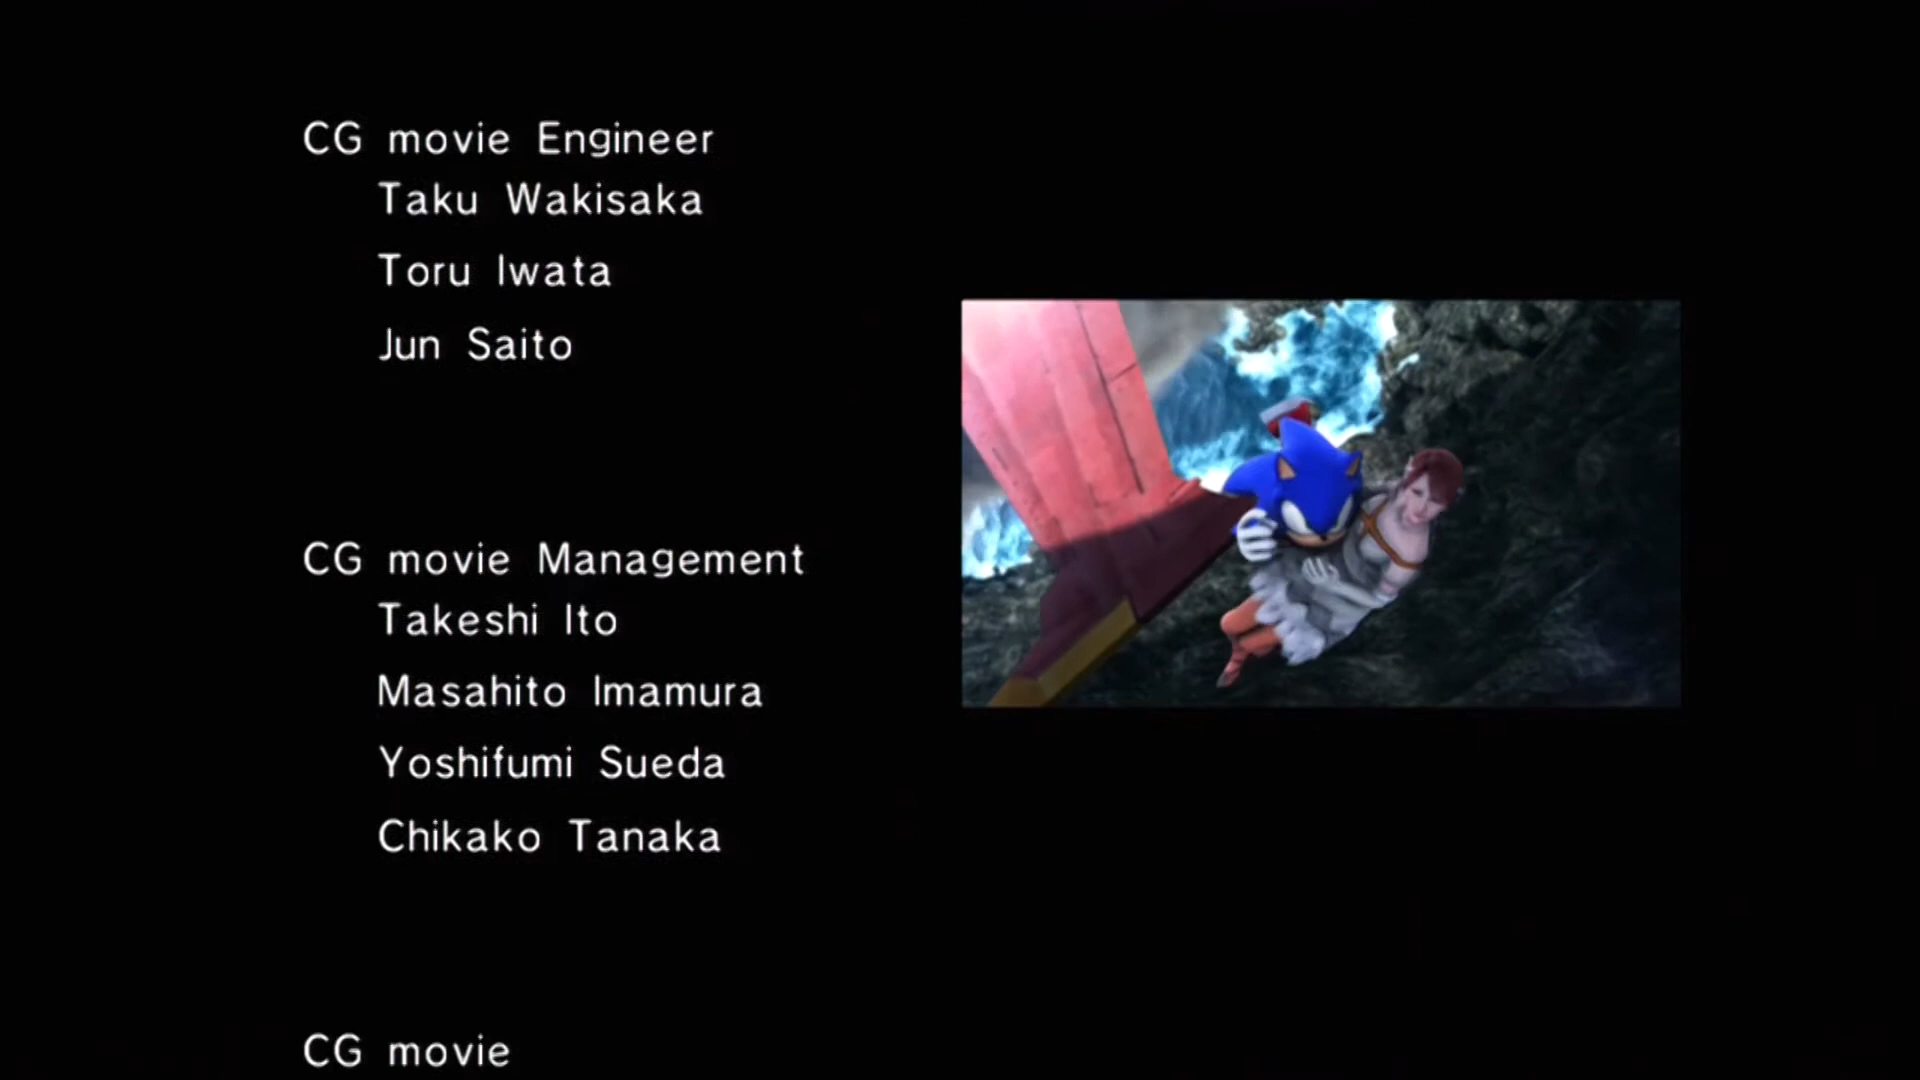 CG movie Engineer
Taku Wakisaka
Toru Iwata
Jun Saito
CG movie Management
Takeshi Ito
Masahito Imamura
Yoshifumi Sueda
Chikako Tanaka
CG movie